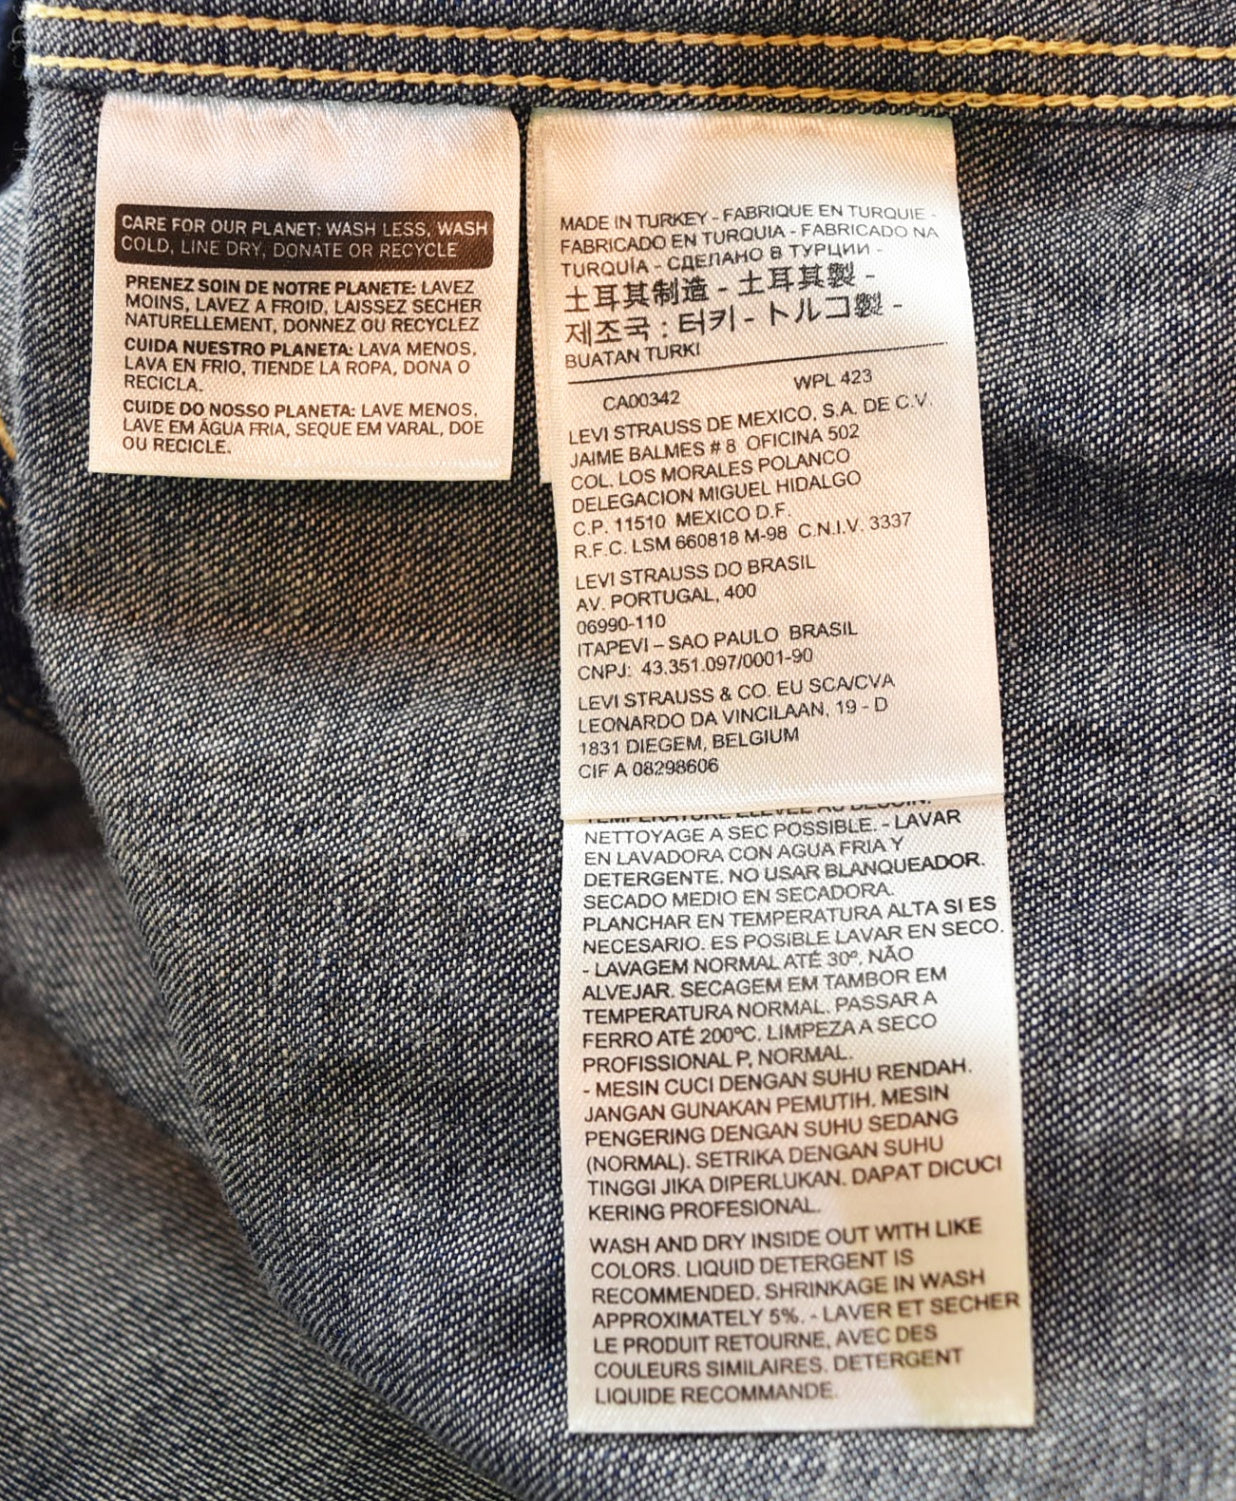 CARE FOR OUR PLANET: WASH LESS, WASH
COLD, LINE DRY, DONATE OR RECYCLE
PRENEZ SOIN DE NOTRE PLANETE: LAVEZ
MOINS, LAVEZ A FROID, LAISSEZ SECHER
NATURELLEMENT, DONNEZ OU RECYCLEZ
CUIDA NUESTRO PLANETA: LAVA MENOS,
LAVA EN FRIO, TIENDE LA ROPA, DONA O
RECICLA.
CUIDE DO NOSSO PLANETA: LAVE MENOS,
LAVE EM ÁGUA FRIA, SEQUE EM VARAL, DOE
OU RECICLE.
MADE IN TURKEY - FABRIQUE EN TURQUIE -
FABRICADO EN TURQUIA - FABRICADO NA
TURQUÍA - СДЕЛАНО В ТУРЦИИ -
土耳其制造 - 土耳其製 -
제조국 : 터키 - トルコ製 -
BUATAN TURKI
CA00342 WPL 423
LEVI STRAUSS DE MEXICO, S.A. DE C.V.
JAIME BALMES # 8 OFICINA 502
COL. LOS MORALES POLANCO
DELEGACION MIGUEL HIDALGO
C.P. 11510 MEXICO D.F.
R.F.C. LSM 660818 M-98 C.N.I.V. 3337
LEVI STRAUSS DO BRASIL
AV. PORTUGAL, 400
06990-110
ITAPEVI – SAO PAULO BRASIL
CNPJ: 43.351.097/0001-90
LEVI STRAUSS & CO. EU SCA/CVA
LEONARDO DA VINCILAAN, 19 - D
1831 DIEGEM, BELGIUM
CIF A 08298606
TEMPERATURE ELEVEE AU BESOIN.
NETTOYAGE A SEC POSSIBLE. - LAVAR
EN LAVADORA CON AGUA FRIA Y
DETERGENTE. NO USAR BLANQUEADOR.
SECADO MEDIO EN SECADORA.
PLANCHAR EN TEMPERATURA ALTA SI ES
NECESARIO. ES POSIBLE LAVAR EN SECO.
- LAVAGEM NORMAL ATÉ 30º, NÃO
ALVEJAR. SECAGEM EM TAMBOR EM
TEMPERATURA NORMAL. PASSAR A
FERRO ATÉ 200ºC. LIMPEZA A SECO
PROFISSIONAL P, NORMAL.
- MESIN CUCI DENGAN SUHU RENDAH.
JANGAN GUNAKAN PEMUTIH. MESIN
PENGERING DENGAN SUHU SEDANG
(NORMAL). SETRIKA DENGAN SUHU
TINGGI JIKA DIPERLUKAN. DAPAT DICUCI
KERING PROFESIONAL.
WASH AND DRY INSIDE OUT WITH LIKE
COLORS. LIQUID DETERGENT IS
RECOMMENDED. SHRINKAGE IN WASH
APPROXIMATELY 5%. - LAVER ET SECHER
LE PRODUIT RETOURNE, AVEC DES
COULEURS SIMILAIRES. DETERGENT
LIQUIDE RECOMMANDE.